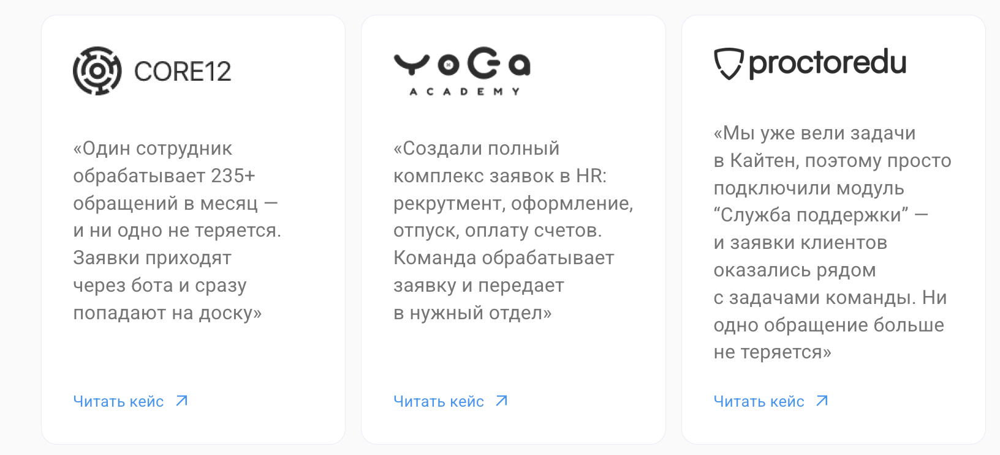 CORE12
«Один сотрудник
обрабатывает 235+
обращений в месяц —
и ни одно не теряется.
Заявки приходят
через бота и сразу
попадают на доску»
Читать кейс
YoGa
ACADEMY
«Создали полный
комплекс заявок в HR:
рекрутмент, оформление,
отпуск, оплату счетов.
Команда обрабатывает
заявку и передает
в нужный отдел»
Читать кейс
proctoredu
«Мы уже вели задачи
в Кайтен, поэтому просто
подключили модуль
“Служба поддержки” —
и заявки клиентов
оказались рядом
с задачами команды. Ни
одно обращение больше
не теряется»
Читать кейс